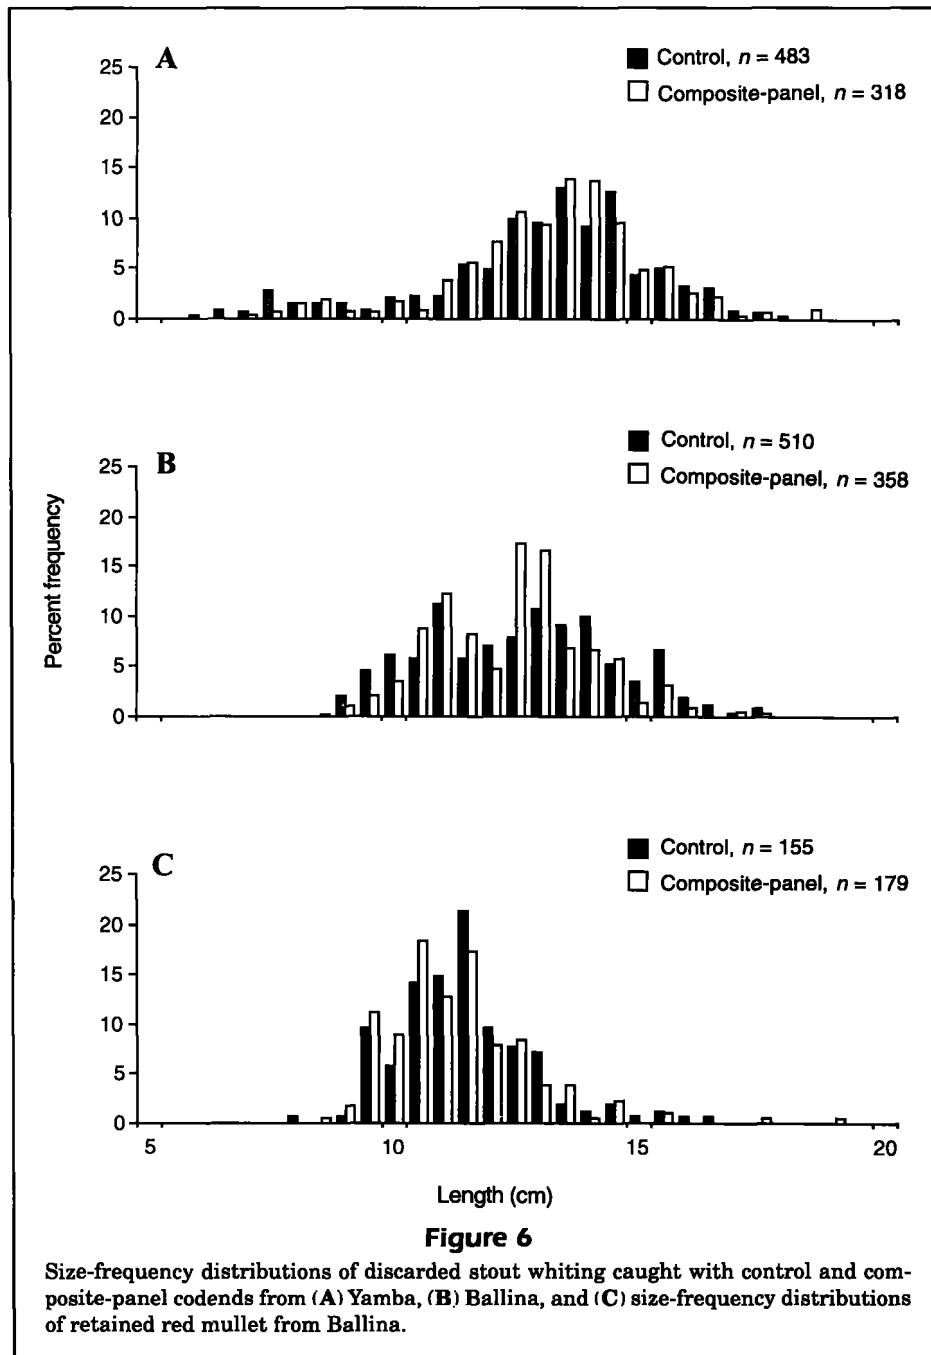 A
Control, n = 483
Composite-panel, n = 318
25
20
15
10
5
0
B
Control, n = 510
Composite-panel, n = 358
25
20
15
10
5
0
Percent frequency
C
Control, n = 155
Composite-panel, n = 179
25
20
15
10
5
0
5 10 15 20
Length (cm)
Figure 6
Size-frequency distributions of discarded stout whiting caught with control and com-
posite-panel codends from (A) Yamba, (B) Ballina, and (C) size-frequency distributions
of retained red mullet from Ballina.